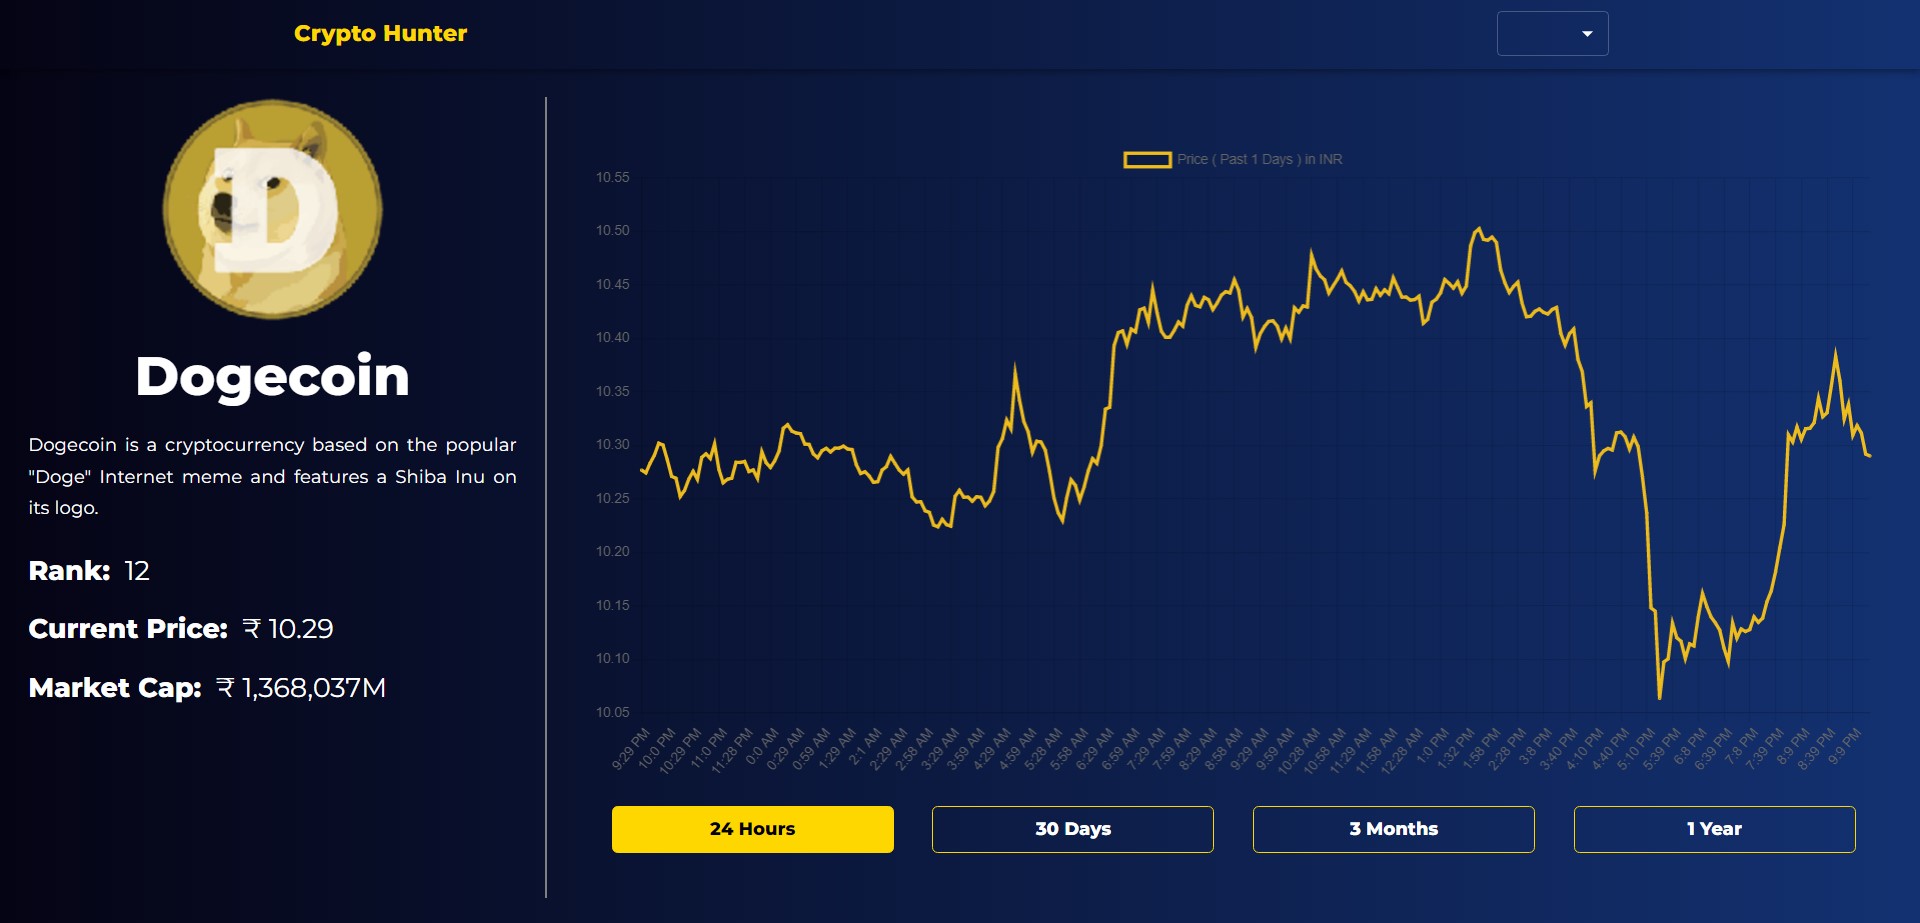 Crypto Hunter
D
Dogecoin
Dogecoin is a cryptocurrency based on the popular
"Doge" Internet meme and features a Shiba Inu on
its logo.
Rank: 12
Current Price: ₹ 10.29
Market Cap: ₹ 1,368,037M
Price ( Past 1 Days ) in INR
10.55
10.50
10.45
10.40
10.35
10.30
10.25
10.20
10.15
10.10
10.05
9:29 PM
10:0 PM
10:29 PM
11:0 PM
11:28 PM
0:0 AM
0:29 AM
0:59 AM
1:29 AM
2:1 AM
2:29 AM
2:58 AM
3:29 AM
3:59 AM
4:29 AM
4:59 AM
5:28 AM
5:58 AM
6:29 AM
6:59 AM
7:29 AM
7:59 AM
8:29 AM
8:58 AM
9:29 AM
9:59 AM
10:28 AM
10:58 AM
11:29 AM
11:58 AM
12:28 AM
1:0 PM
1:32 PM
1:58 PM
2:28 PM
3:8 PM
3:40 PM
4:10 PM
4:40 PM
5:10 PM
5:39 PM
6:8 PM
6:39 PM
7:8 PM
7:39 PM
8:9 PM
8:39 PM
9:9 PM
24 Hours
30 Days
3 Months
1 Year